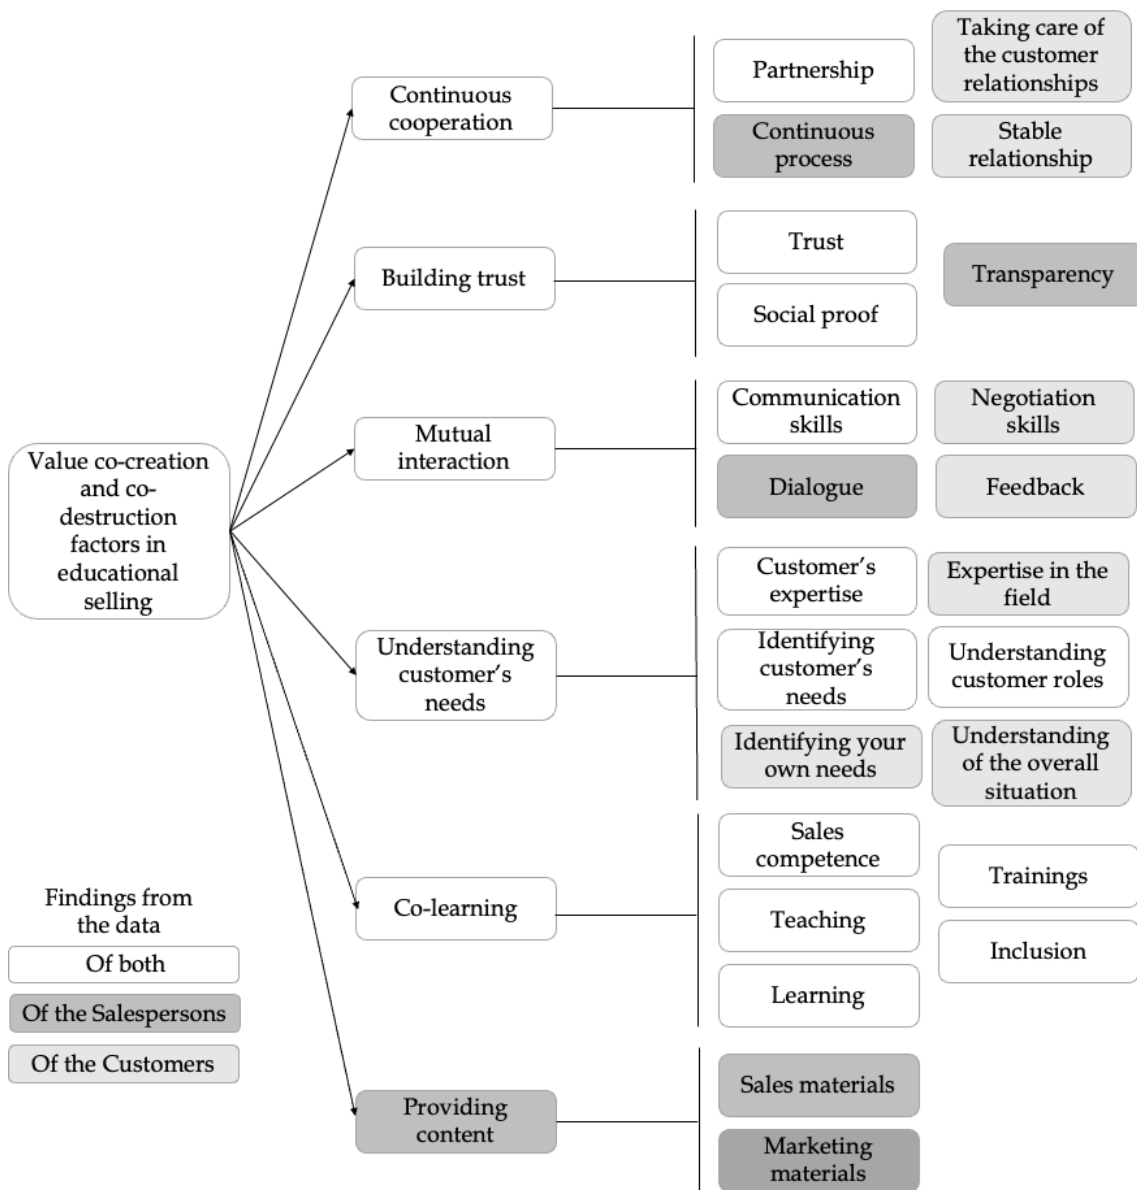 Value co-creation
and co-
destruction
factors in
educational
selling
Continuous
cooperation
Partnership
Taking care of
the customer
relationships
Continuous
process
Stable
relationship
Building trust
Trust
Social proof
Transparency
Mutual
interaction
Communication
skills
Negotiation
skills
Dialogue
Feedback
Understanding
customer's
needs
Customer's
expertise
Expertise in the
field
Identifying
customer's
needs
Understanding
customer roles
Identifying your
own needs
Understanding
of the overall
situation
Co-learning
Sales
competence
Trainings
Teaching
Inclusion
Learning
Providing
content
Sales materials
Marketing
materials
Findings from
the data
Of both
Of the Salespersons
Of the Customers